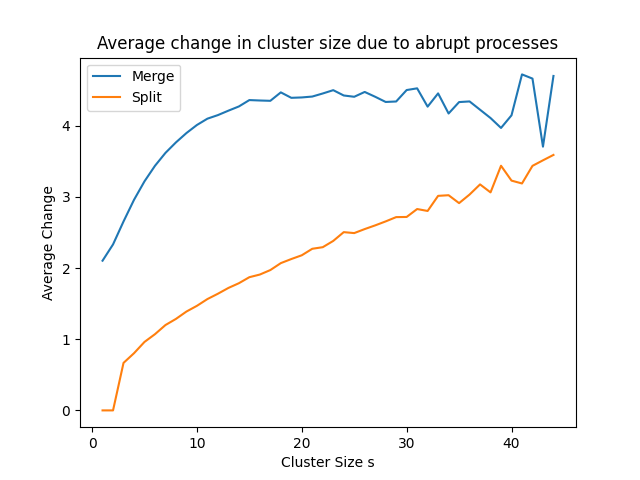 Average change in cluster size due to abrupt processes
Merge
Split
Average Change
4
3
2
1
0
0 10 20 30 40
Cluster Size s